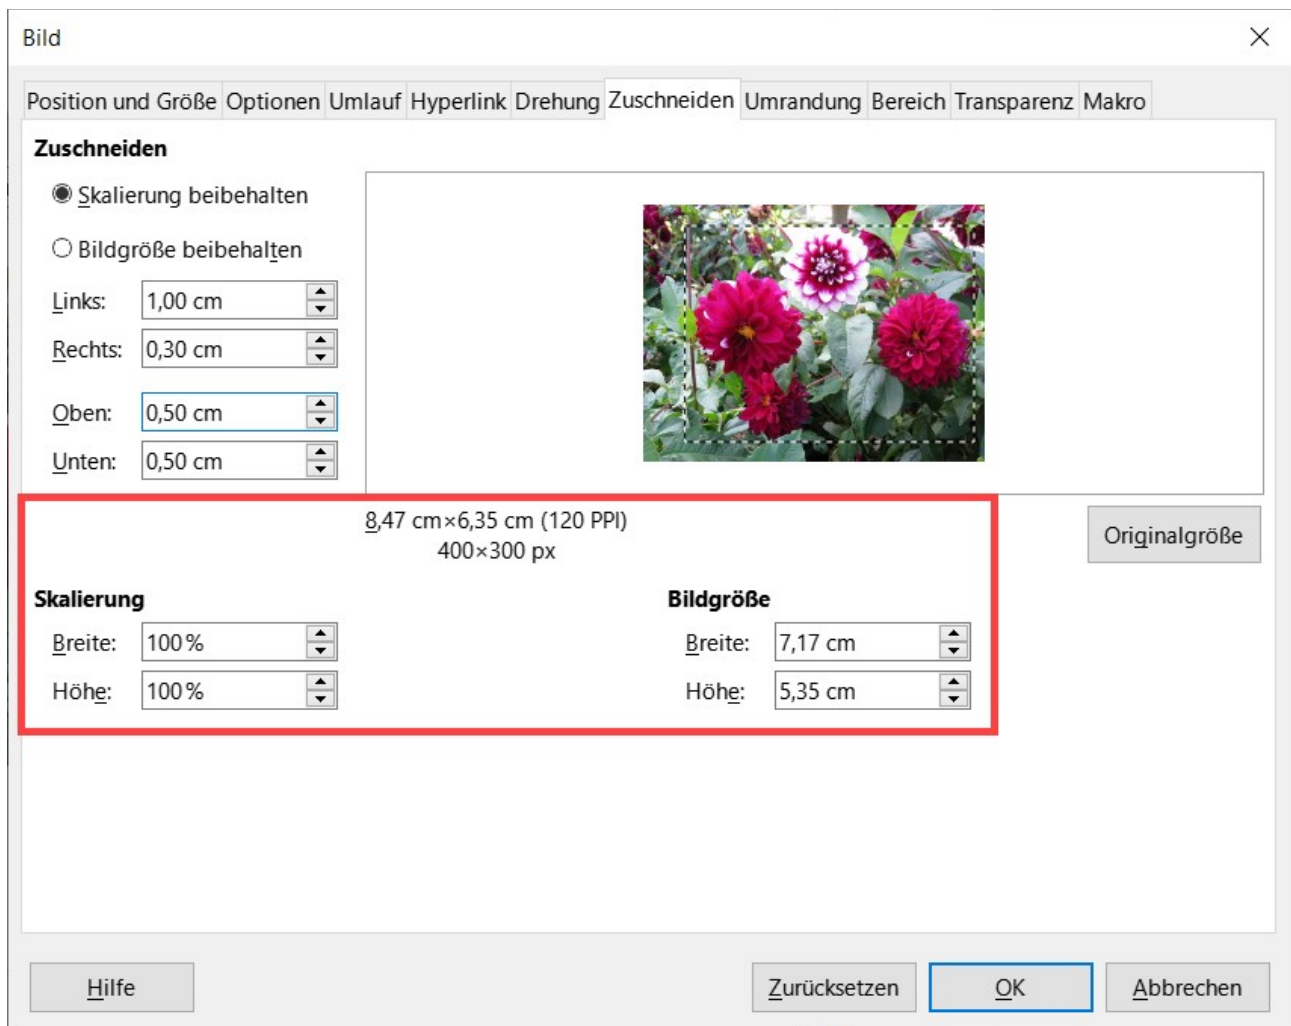 Bild
Position und Größe Optionen Umlauf Hyperlink Drehung Zuschneiden Umrandung Bereich Transparenz Makro
Zuschneiden
Skalierung beibehalten
Bildgröße beibehalten
Links: 1,00 cm
Rechts: 0,30 cm
Oben: 0,50 cm
Unten: 0,50 cm
8,47 cm×6,35 cm (120 PPI)
400×300 px
Originalgröße
Skalierung Bildgröße
Breite: 100% Breite: 7,17 cm
Höhe: 100% Höhe: 5,35 cm
Hilfe Zurücksetzen OK Abbrechen